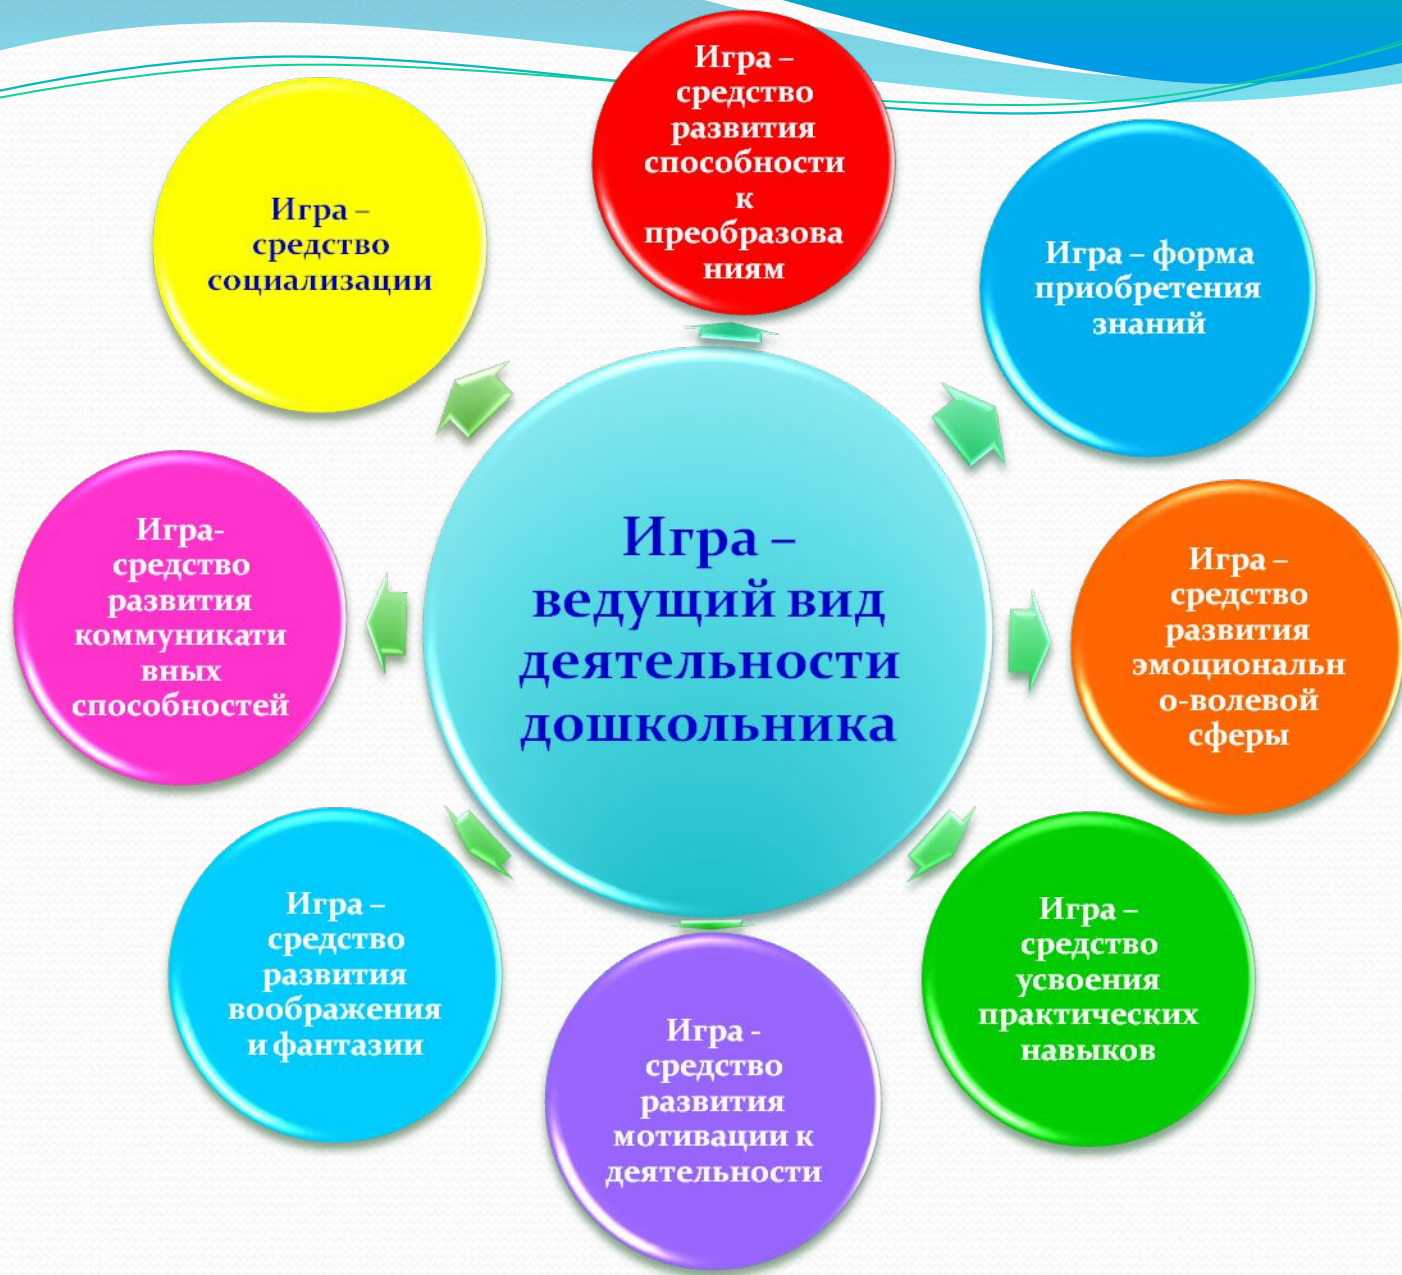 Игра –
средство
развития
способности
к
преобразова
ниям
Игра – форма
приобретения
знаний
Игра –
средство
развития
эмоциональн
о-волевой
сферы
Игра –
средство
усвоения
практических
навыков
Игра -
средство
развития
мотивации к
деятельности
Игра –
средство
развития
воображения
и фантазии
Игра-
средство
развития
коммуникати
вных
способностей
Игра –
средство
социализации
Игра –
ведущий вид
деятельности
дошкольника